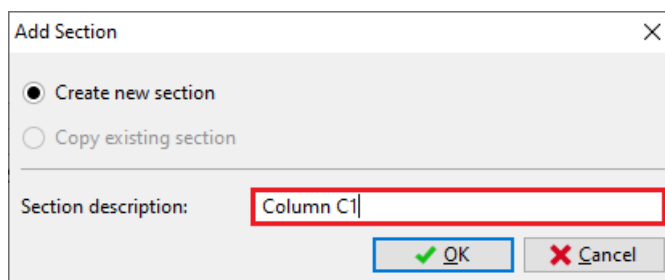 Add Section
Create new section
Copy existing section
Section description: Column C1
OK Cancel